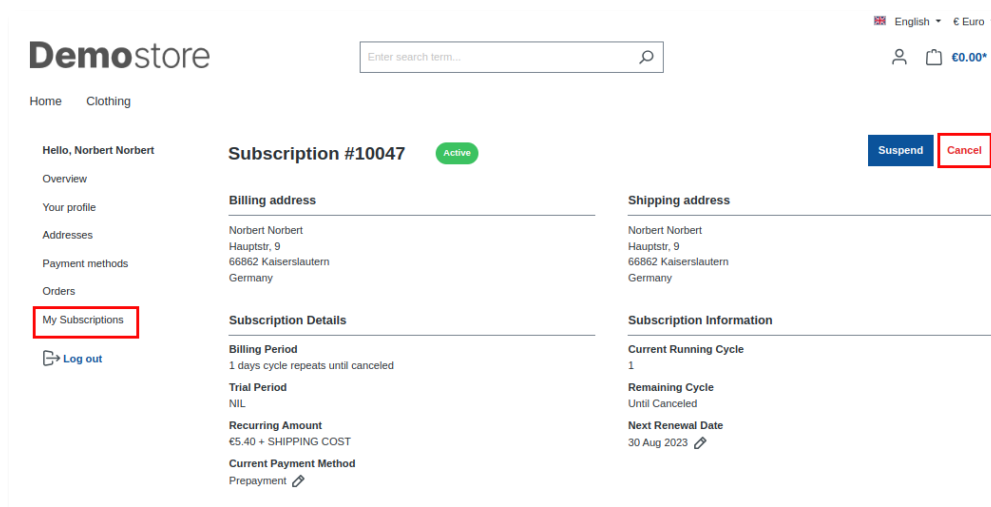 English € Euro
Demostore
Enter search term...
€0.00*
Home Clothing
Hello, Norbert Norbert
Overview
Your profile
Addresses
Payment methods
Orders
My Subscriptions
Log out
Subscription #10047 Active
Suspend Cancel
Billing address
Norbert Norbert
Hauptstr, 9
66862 Kaiserslautern
Germany
Shipping address
Norbert Norbert
Hauptstr, 9
66862 Kaiserslautern
Germany
Subscription Details
Billing Period
1 days cycle repeats until canceled
Trial Period
NIL
Recurring Amount
€5.40 + SHIPPING COST
Current Payment Method
Prepayment
Subscription Information
Current Running Cycle
1
Remaining Cycle
Until Canceled
Next Renewal Date
30 Aug 2023